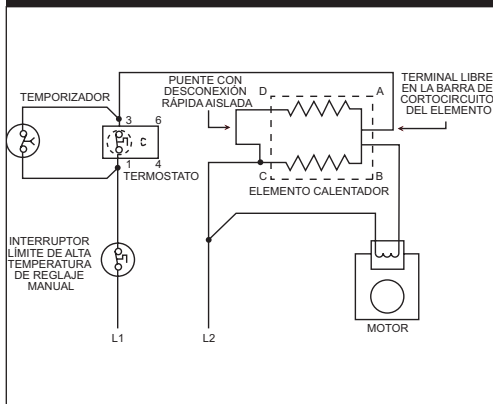 TEMPORIZADOR
3
6
1
4
TERMOSTATO
C
INTERRUPTOR
LÍMITE DE ALTA
TEMPERATURA
DE REGLAJE
MANUAL
L1
L2
PUENTE CON
DESCONEXIÓN
RÁPIDA AISLADA
D
A
C
B
ELEMENTO CALENTADOR
TERMINAL LIBRE
EN LA BARRA DE
CORTOCIRCUITO
DEL ELEMENTO
MOTOR